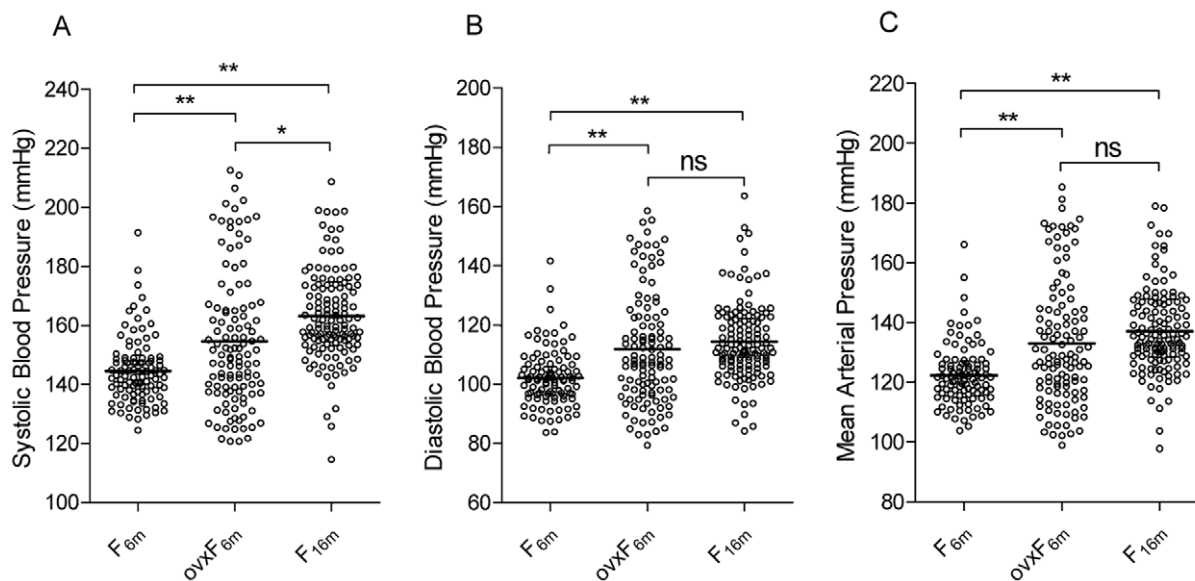 A
Systolic Blood Pressure (mmHg)
240
220
200
180
160
140
120
100
**
**
*
F6m
ovxF6m
F16m
B
Diastolic Blood Pressure (mmHg)
200
180
160
140
120
100
80
60
**
**
ns
F6m
ovxF6m
F16m
C
Mean Arterial Pressure (mmHg)
220
200
180
160
140
120
100
80
**
**
ns
F6m
ovxF6m
F16m